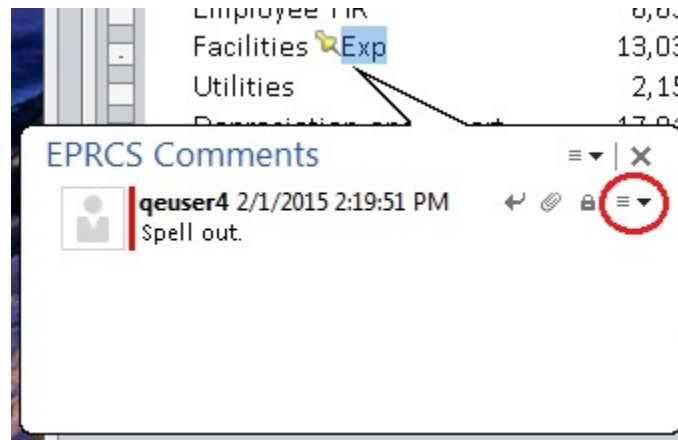 Facilities Exp 13,03
Utilities 2,15
EPRCS Comments
qeuser4 2/1/2015 2:19:51 PM
Spell out.